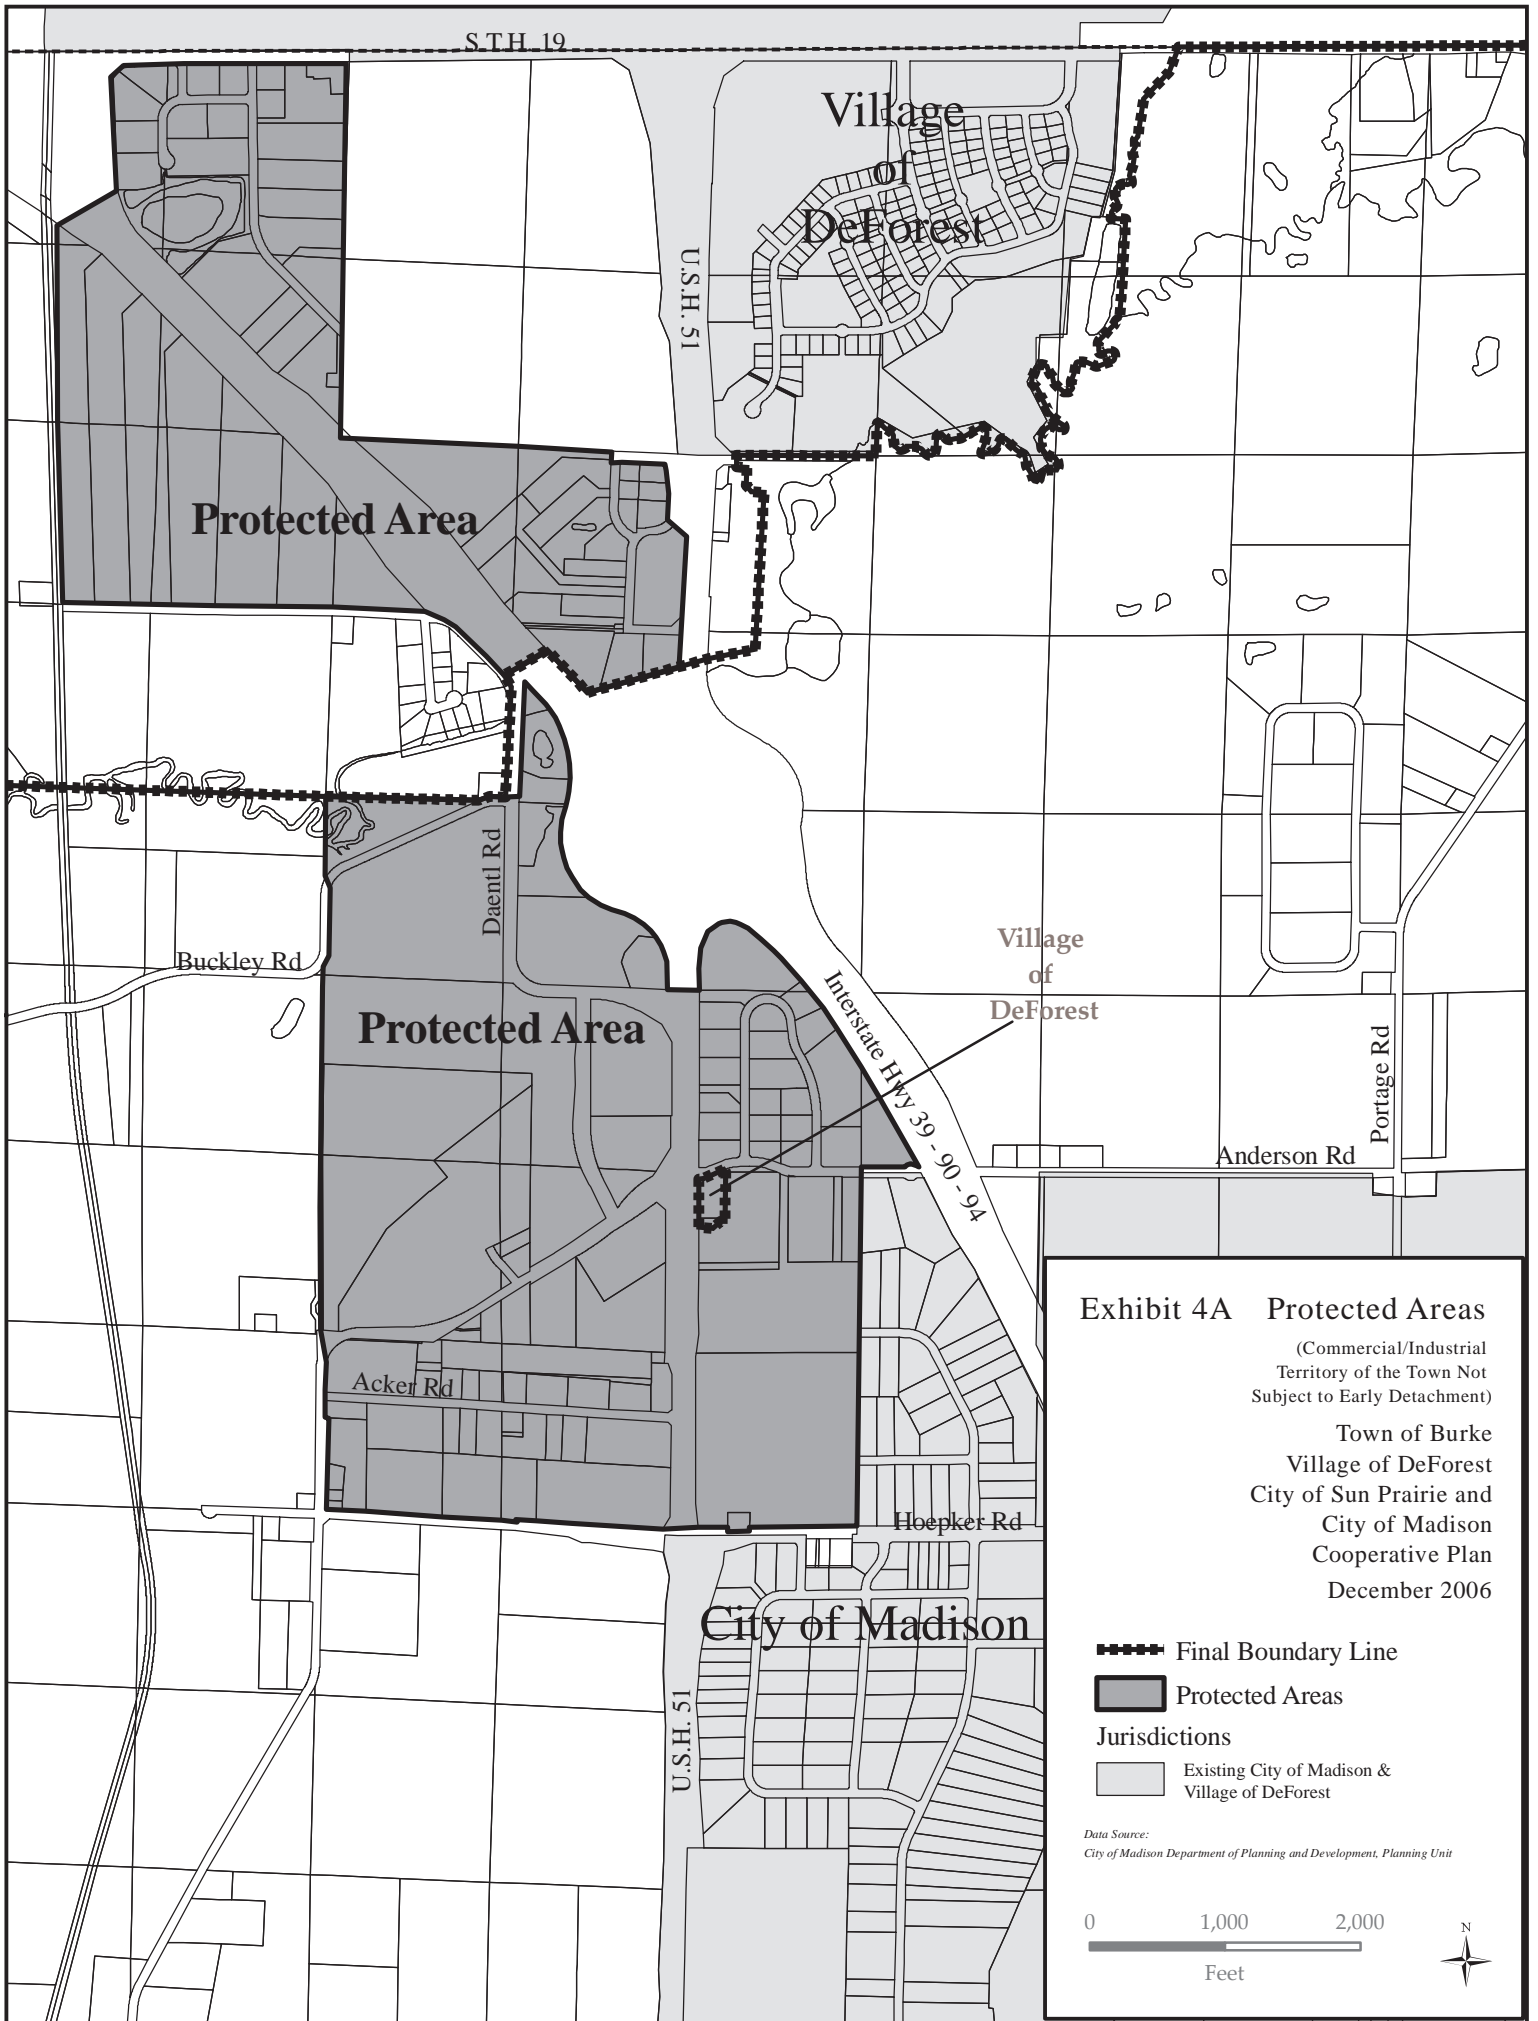 S.T.H. 19
Village
of
DeForest
U.S.H. 51
Protected Area
Daentl Rd
Buckley Rd
Village
of
DeForest
Protected Area
Interstate Hwy 39 - 90 - 94
Portage Rd
Anderson Rd
Acker Rd
Hoepker Rd
City of Madison
U.S.H. 51
Exhibit 4A Protected Areas
(Commercial/Industrial
Territory of the Town Not
Subject to Early Detachment)
Town of Burke
Village of DeForest
City of Sun Prairie and
City of Madison
Cooperative Plan
December 2006
Final Boundary Line
Protected Areas
Jurisdictions
Existing City of Madison &
Village of DeForest
Data Source:
City of Madison Department of Planning and Development, Planning Unit
0 1,000 2,000
Feet
N